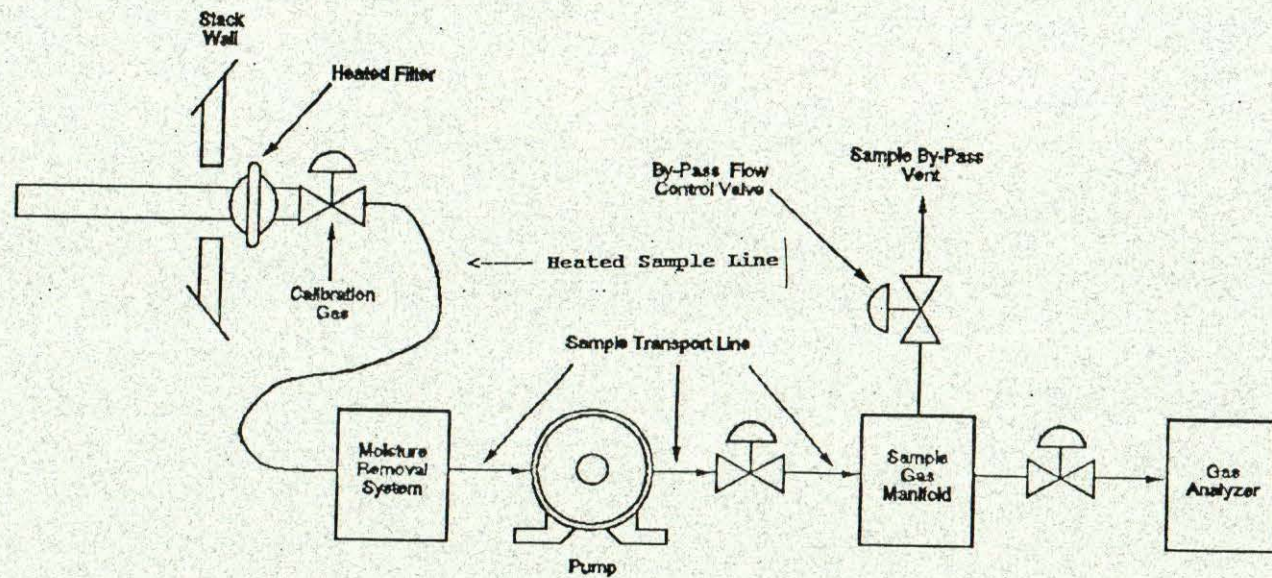 Stack
Wall
Heated Filter
By-Pass Flow
Control Valve
Sample By-Pass
Vent
<--- Heated Sample Line
Calibration
Gas
Sample Transport Line
Moisture
Removal
System
Pump
Sample
Gas
Manifold
Gas
Analyzer